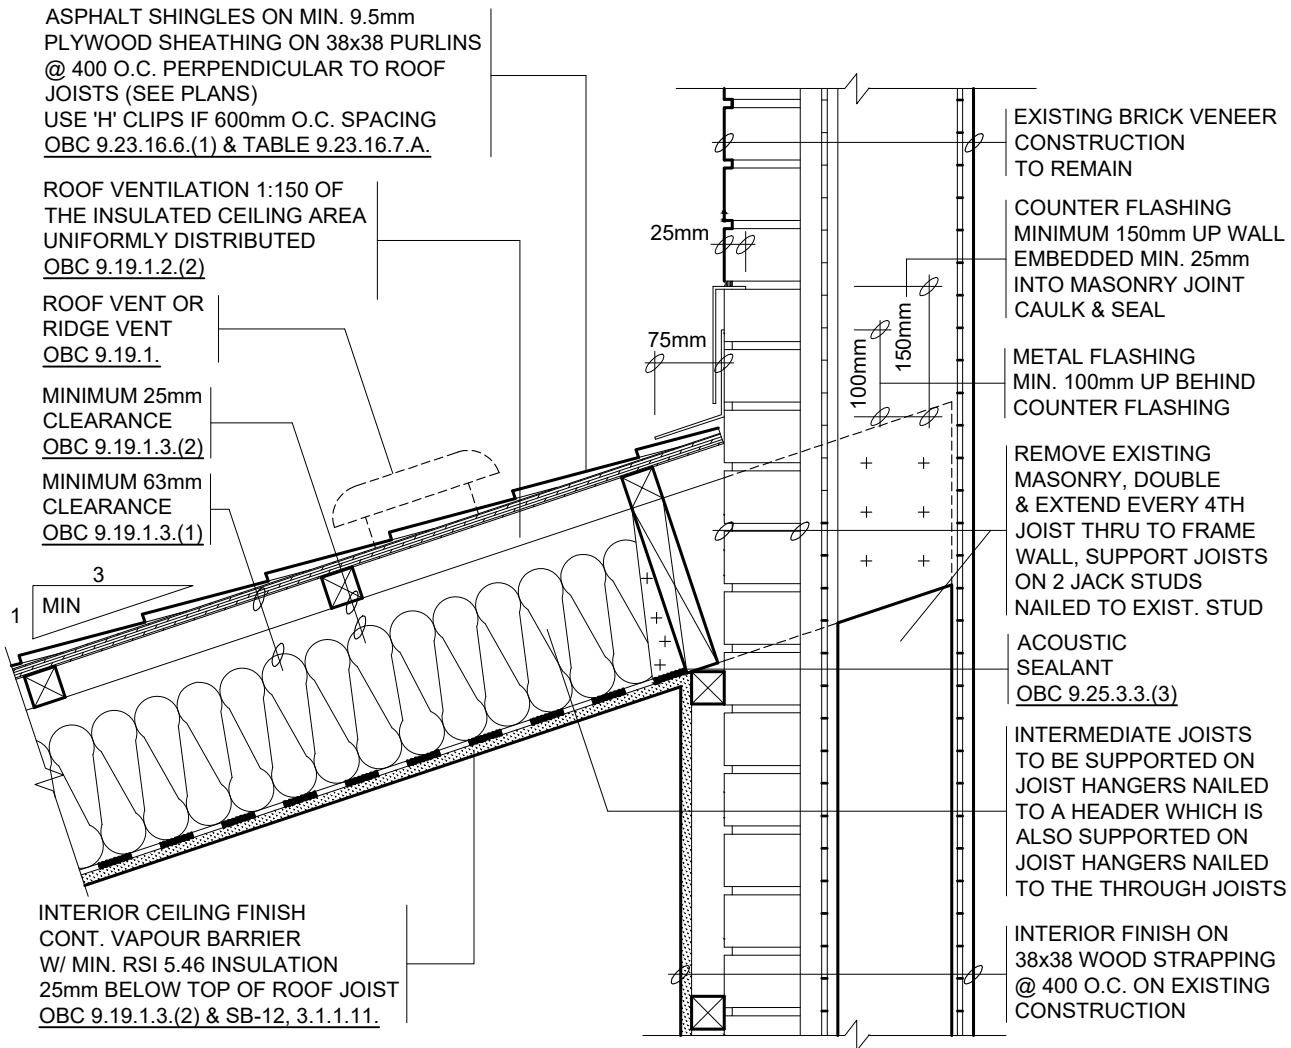 ASPHALT SHINGLES ON MIN. 9.5mm
PLYWOOD SHEATHING ON 38x38 PURLINS
@ 400 O.C. PERPENDICULAR TO ROOF
JOISTS (SEE PLANS)
USE 'H' CLIPS IF 600mm O.C. SPACING
OBC 9.23.16.6.(1) & TABLE 9.23.16.7.A.
ROOF VENTILATION 1:150 OF
THE INSULATED CEILING AREA
UNIFORMLY DISTRIBUTED
OBC 9.19.1.2.(2)
ROOF VENT OR
RIDGE VENT
OBC 9.19.1.
MINIMUM 25mm
CLEARANCE
OBC 9.19.1.3.(2)
MINIMUM 63mm
CLEARANCE
OBC 9.19.1.3.(1)
3
1
MIN
INTERIOR CEILING FINISH
CONT. VAPOUR BARRIER
W/ MIN. RSI 5.46 INSULATION
25mm BELOW TOP OF ROOF JOIST
OBC 9.19.1.3.(2) & SB-12, 3.1.1.11.
25mm
75mm
100mm
150mm
EXISTING BRICK VENEER
CONSTRUCTION
TO REMAIN
COUNTER FLASHING
MINIMUM 150mm UP WALL
EMBEDDED MIN. 25mm
INTO MASONRY JOINT
CAULK & SEAL
METAL FLASHING
MIN. 100mm UP BEHIND
COUNTER FLASHING
REMOVE EXISTING
MASONRY, DOUBLE
& EXTEND EVERY 4TH
JOIST THRU TO FRAME
WALL, SUPPORT JOISTS
ON 2 JACK STUDS
NAILED TO EXIST. STUD
ACOUSTIC
SEALANT
OBC 9.25.3.3.(3)
INTERMEDIATE JOISTS
TO BE SUPPORTED ON
JOIST HANGERS NAILED
TO A HEADER WHICH IS
ALSO SUPPORTED ON
JOIST HANGERS NAILED
TO THE THROUGH JOISTS
INTERIOR FINISH ON
38x38 WOOD STRAPPING
@ 400 O.C. ON EXISTING
CONSTRUCTION